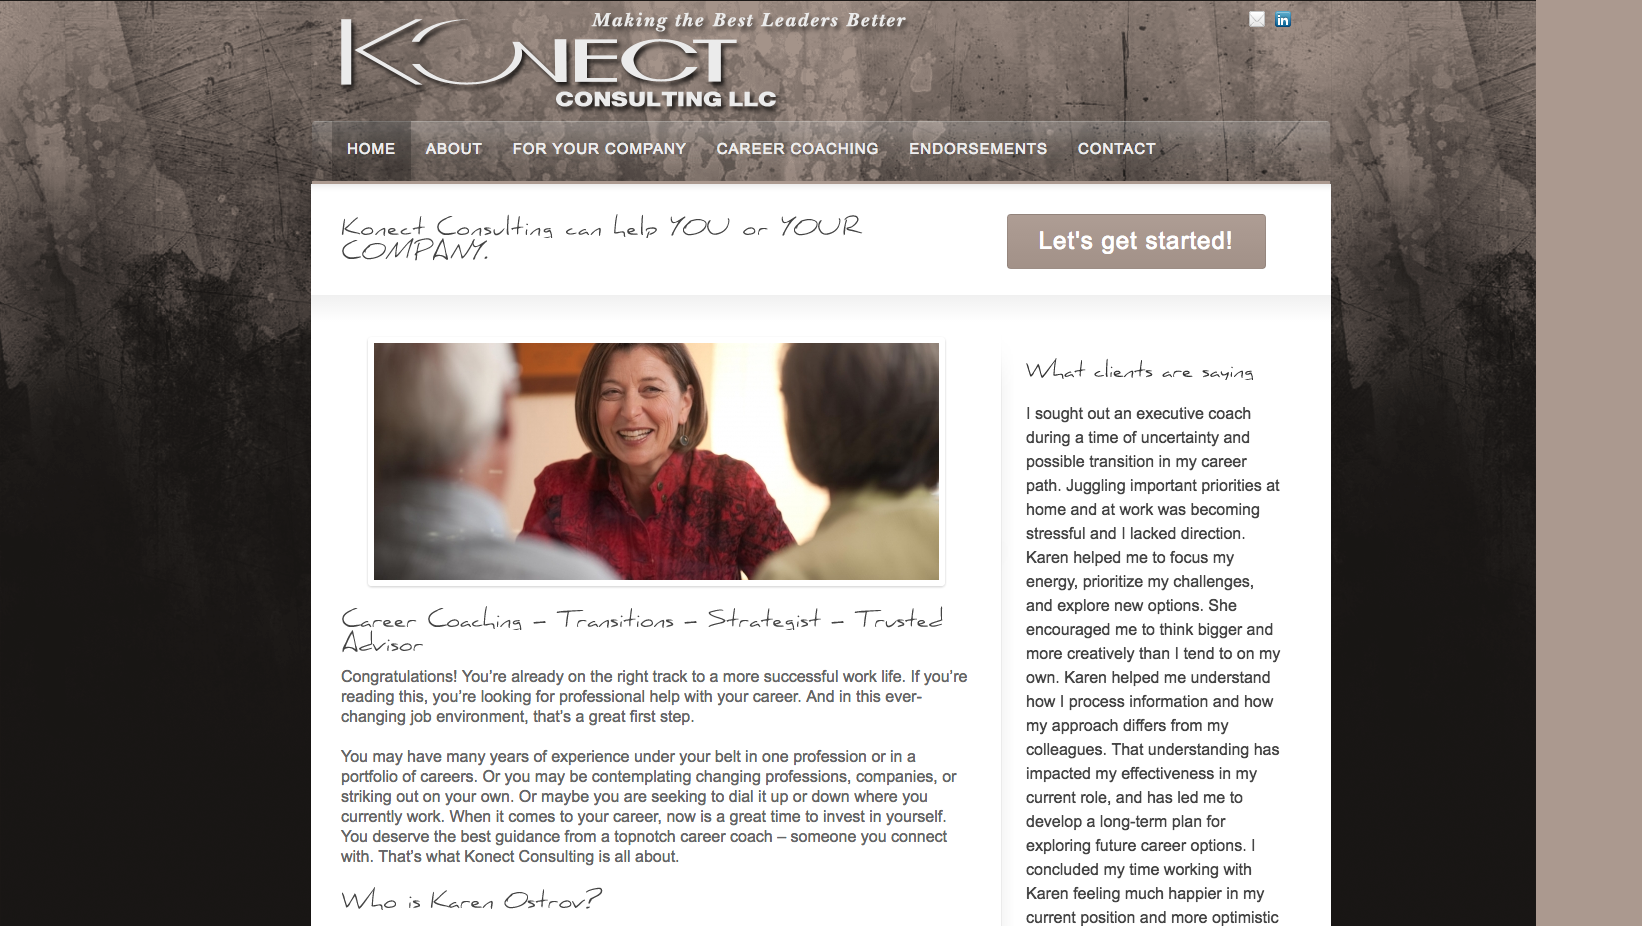 Making the Best Leaders Better
KONECT
CONSULTING LLC
in
HOME ABOUT FOR YOUR COMPANY CAREER COACHING ENDORSEMENTS CONTACT
Konect Consulting can help YOU or YOUR
COMPANY.
Let's get started!
Career Coaching – Transitions – Strategist – Trusted
Advisor
Congratulations! You’re already on the right track to a more successful work life. If you’re
reading this, you’re looking for professional help with your career. And in this ever-
changing job environment, that’s a great first step.
You may have many years of experience under your belt in one profession or in a
portfolio of careers. Or you may be contemplating changing professions, companies, or
striking out on your own. Or maybe you are seeking to dial it up or down where you
currently work. When it comes to your career, now is a great time to invest in yourself.
You deserve the best guidance from a topnotch career coach – someone you connect
with. That’s what Konect Consulting is all about.
Who is Karen Ostrov?
What clients are saying
I sought out an executive coach
during a time of uncertainty and
possible transition in my career
path. Juggling important priorities at
home and at work was becoming
stressful and I lacked direction.
Karen helped me to focus my
energy, prioritize my challenges,
and explore new options. She
encouraged me to think bigger and
more creatively than I tend to on my
own. Karen helped me understand
how I process information and how
my approach differs from my
colleagues. That understanding has
impacted my effectiveness in my
current role, and has led me to
develop a long-term plan for
exploring future career options. I
concluded my time working with
Karen feeling much happier in my
current position and more optimistic